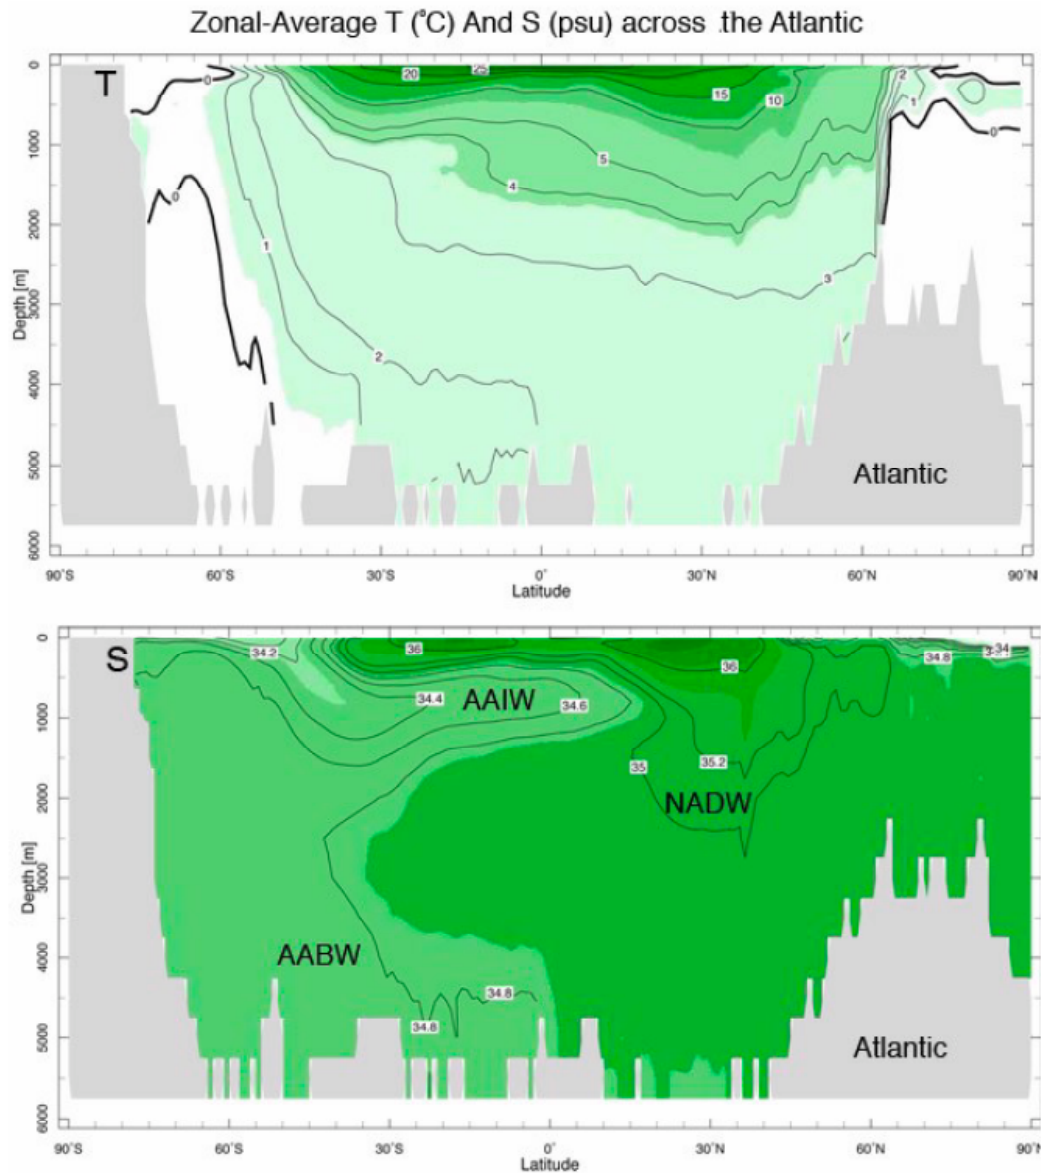 Zonal-Average T (°C) And S (psu) across .the Atlantic
T
0
20
25
15
10
2
1
0
0
5
4
0
1
3
2
Atlantic
0
1000
2000
3000
4000
5000
6000
Depth [m]
90°S
60°S
30°S
0°
30°N
60°N
90°N
Latitude
S
34.2
36
36
34.8
34
34.4
AAIW
34.6
35
35.2
NADW
AABW
34.8
34.8
Atlantic
0
1000
2000
3000
4000
5000
6000
Depth [m]
90°S
60°S
30°S
0°
30°N
60°N
90°N
Latitude